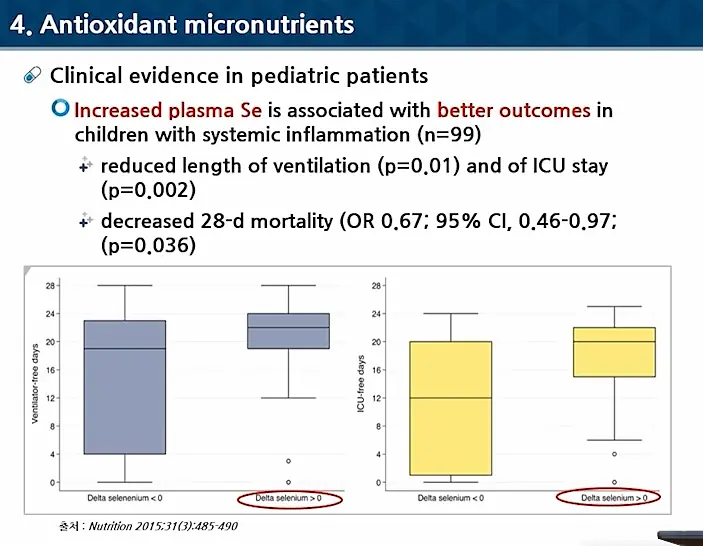 4. Antioxidant micronutrients
Clinical evidence in pediatric patients
Increased plasma Se is associated with better outcomes in
children with systemic inflammation (n=99)
reduced length of ventilation (p=0.01) and of ICU stay
(p=0.002)
decreased 28-d mortality (OR 0.67; 95% CI, 0.46-0.97;
(p=0.036)
Ventilator-free days
28
24
20
16
12
8
4
0
Delta selenenium < 0
Delta selenium > 0
ICU-free days
28
24
20
16
12
8
4
0
Delta selenium < 0
Delta selenium > 0
출처 : Nutrition 2015;31(3):485-490